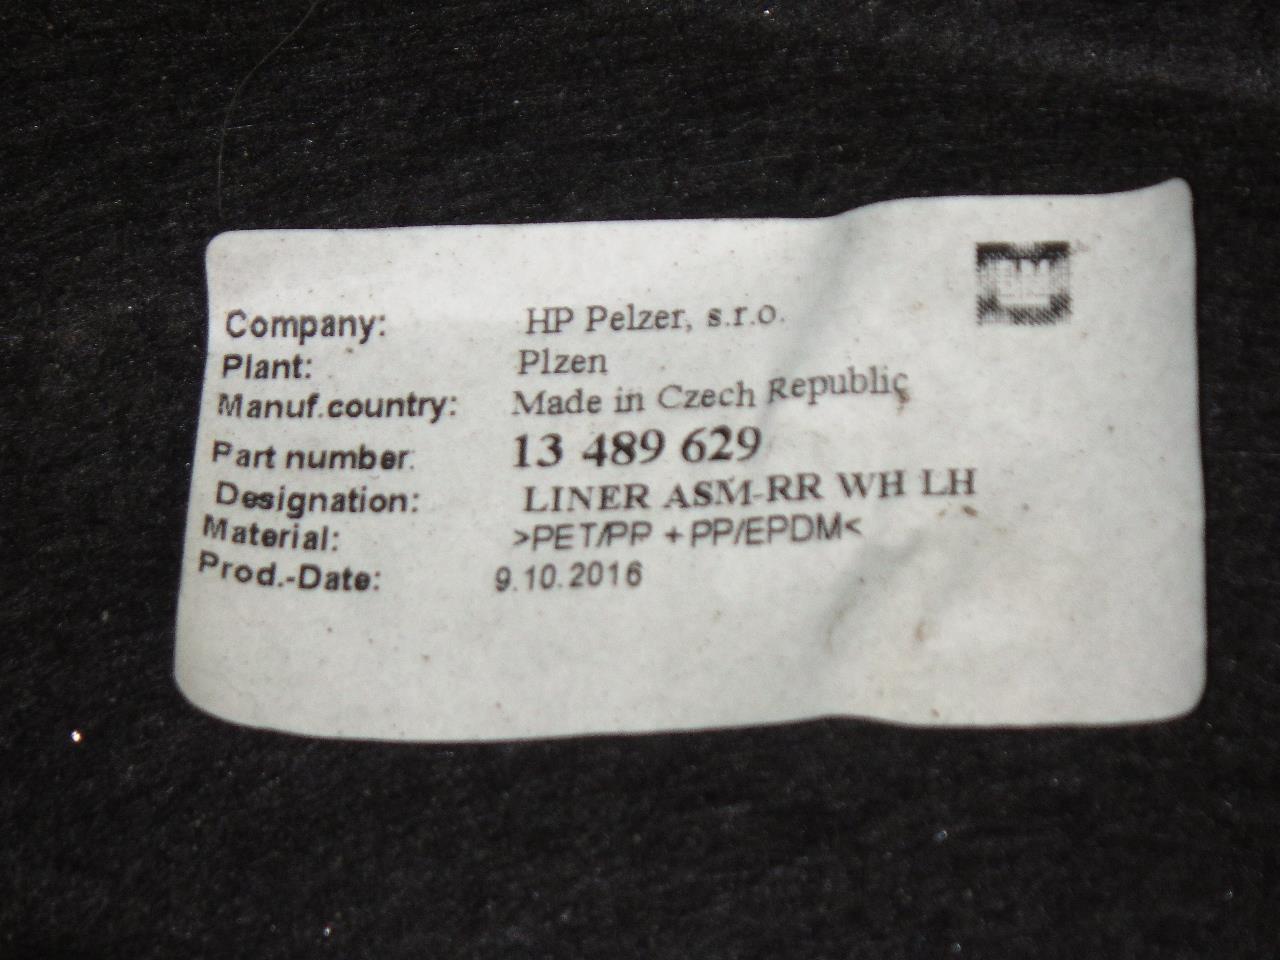 Company: HP Pelzer, s.r.o.
Plant: Plzen
Manuf.country: Made in Czech Republic
Part number: 13 489 629
Designation: LINER ASM-RR WH LH
Material: >PET/PP + PP/EPDM<
Prod.-Date: 9.10.2016